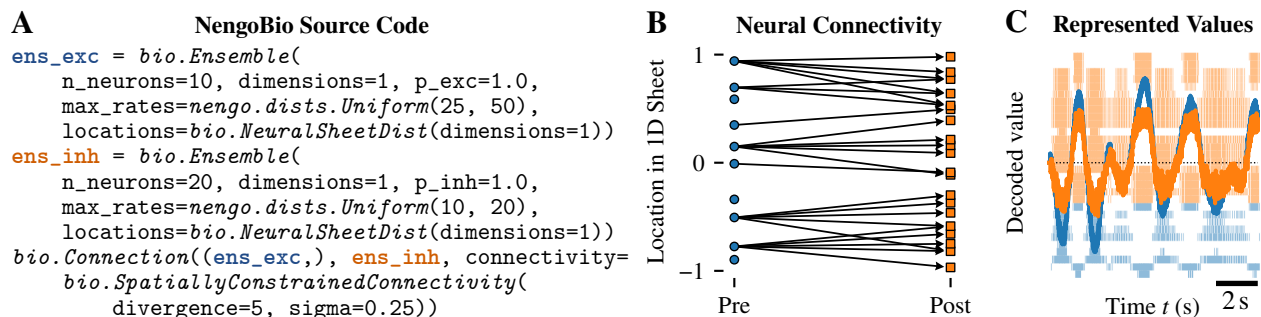 A NengoBio Source Code
ens_exc = bio.Ensemble(
    n_neurons=10, dimensions=1, p_exc=1.0,
    max_rates=nengo.dists.Uniform(25, 50),
    locations=bio.NeuralSheetDist(dimensions=1))
ens_inh = bio.Ensemble(
    n_neurons=20, dimensions=1, p_inh=1.0,
    max_rates=nengo.dists.Uniform(10, 20),
    locations=bio.NeuralSheetDist(dimensions=1))
bio.Connection((ens_exc,), ens_inh, connectivity=
    bio.SpatiallyConstrainedConnectivity(
        divergence=5, sigma=0.25))
B Neural Connectivity
Location in 1D Sheet
1
0
−1
Pre
Post
C Represented Values
Decoded value
Time t (s)
2 s